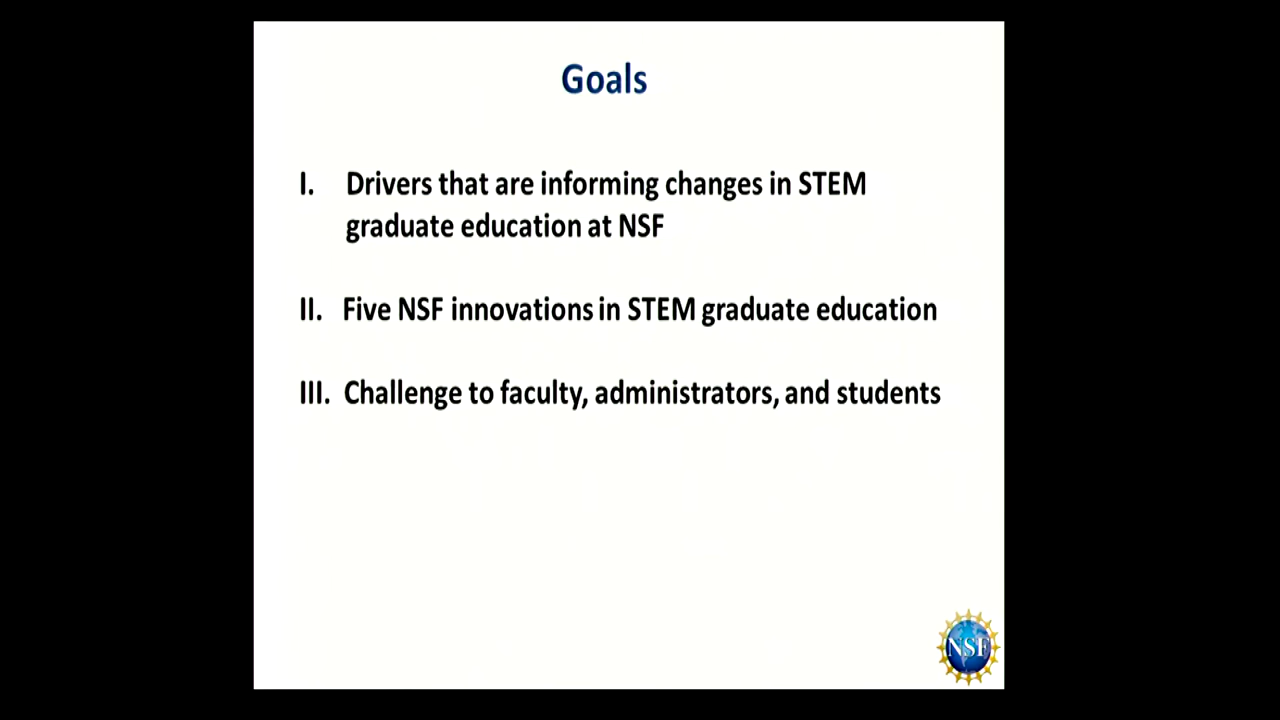 Goals
I. Drivers that are informing changes in STEM
graduate education at NSF
II. Five NSF innovations in STEM graduate education
III. Challenge to faculty, administrators, and students
NSF